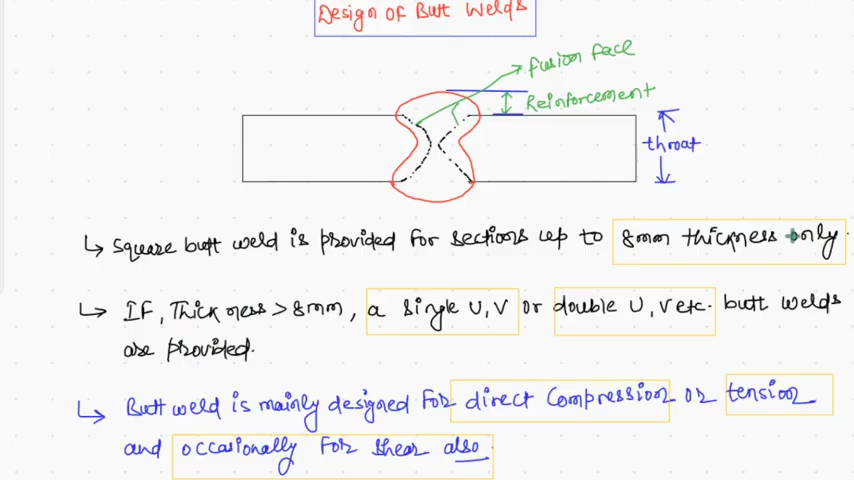 Design of Butt Welds
fusion face
Reinforcement
throat
↳ Square butt weld is provided for sections up to 8mm thickness only.
↳ If, Thickness > 8mm, a single U, V or double U, V etc. butt welds
are provided.
↳ Butt weld is mainly designed for direct compression or tension
and occasionally for shear also.